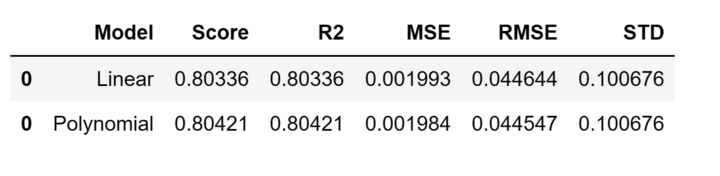 Model Score R2 MSE RMSE STD
0 Linear 0.80336 0.80336 0.001993 0.044644 0.100676
0 Polynomial 0.80421 0.80421 0.001984 0.044547 0.100676